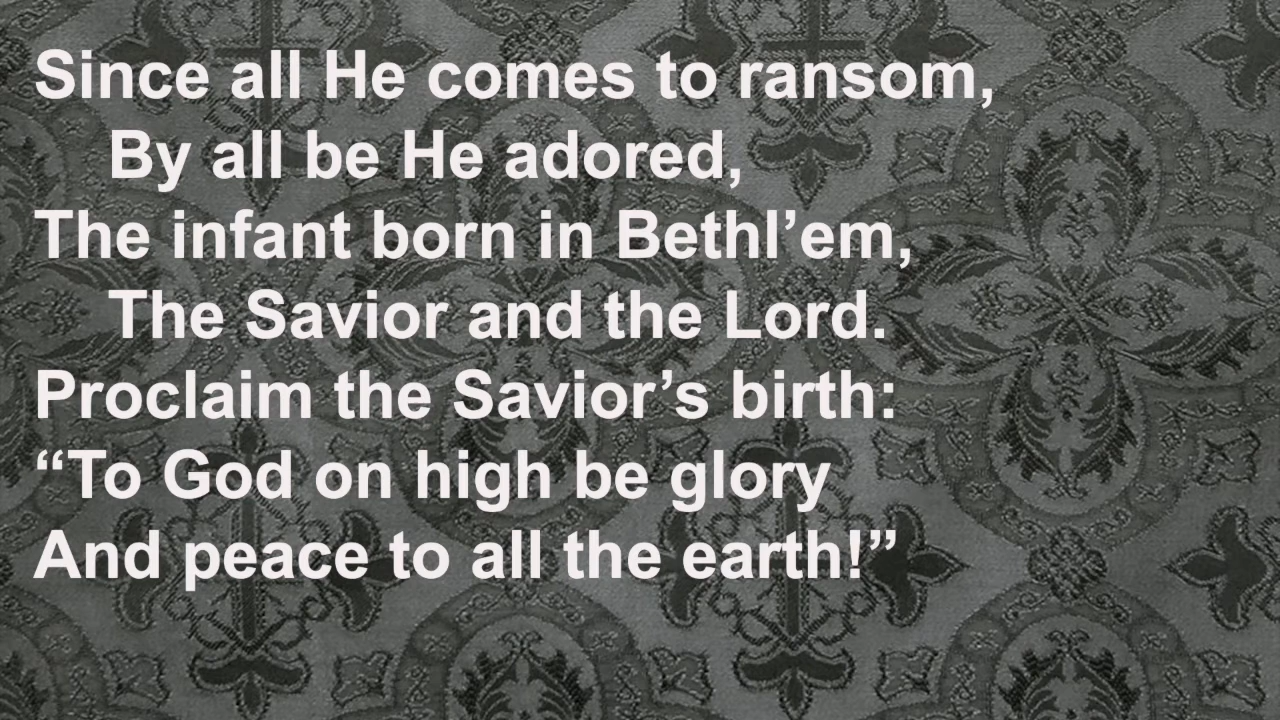 Since all He comes to ransom,
By all be He adored,
The infant born in Bethl’em,
The Savior and the Lord.
Proclaim the Savior’s birth:
“To God on high be glory
And peace to all the earth!”